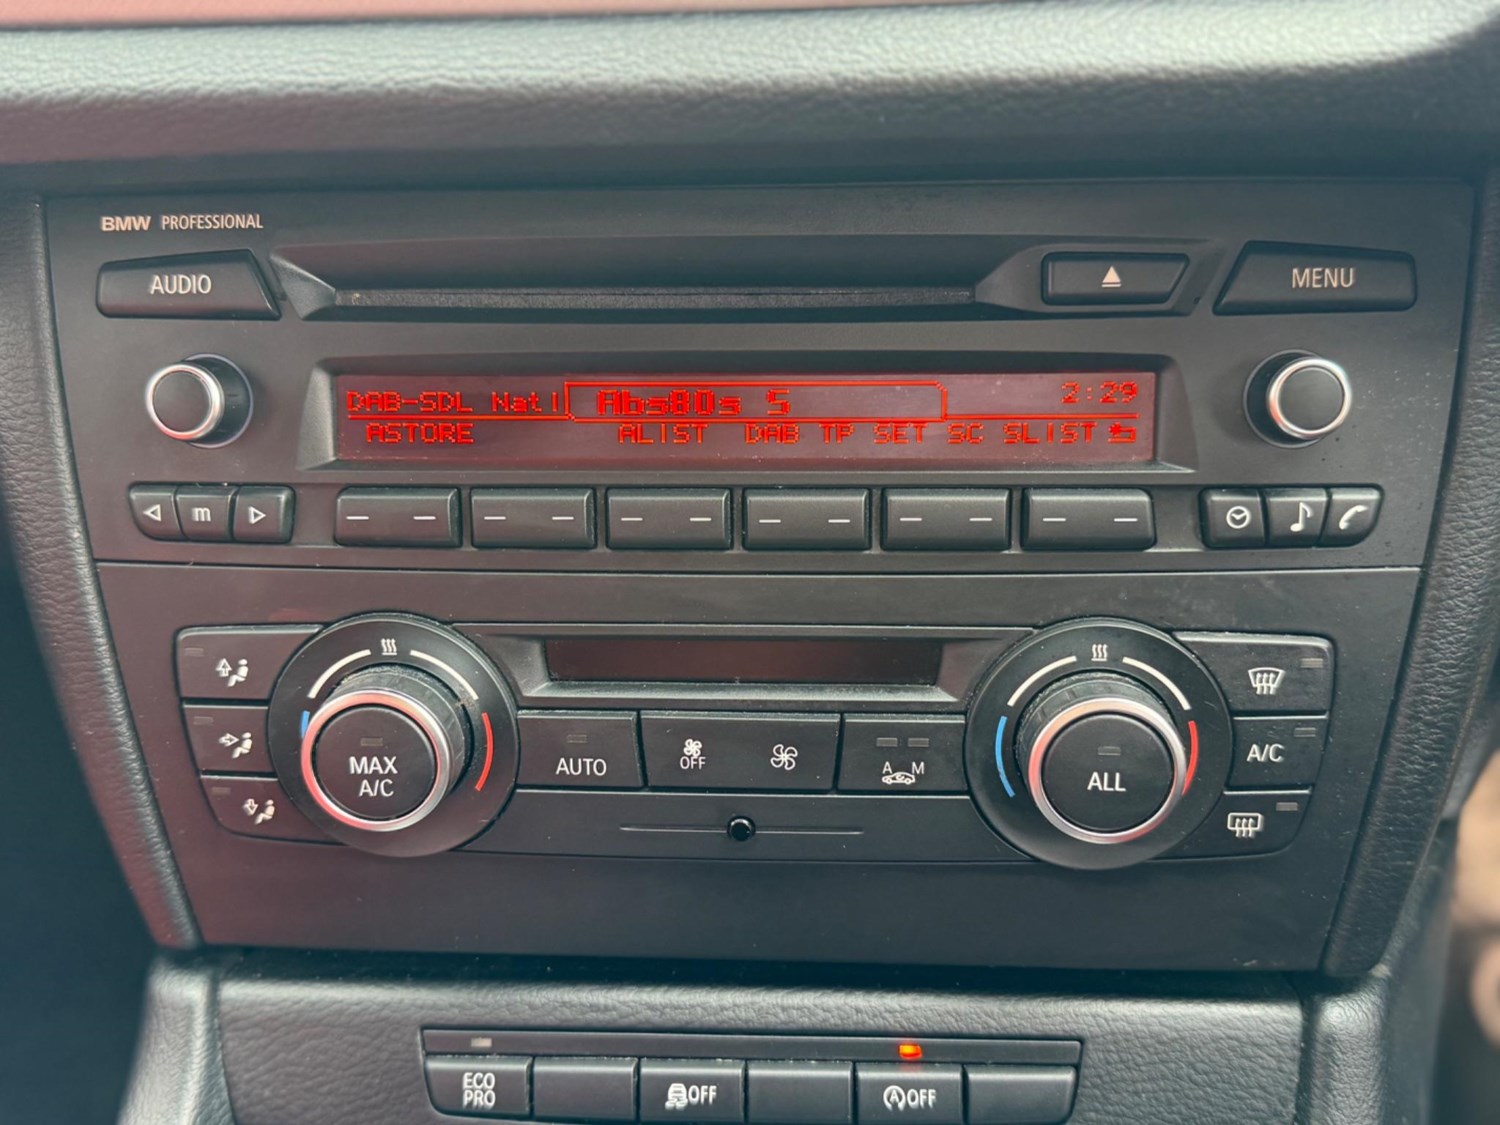 BMW PROFESSIONAL
AUDIO
MENU
DAB-SDL Natl Abs80s S 2:29
ASTORE ALIST DAB TP SET SC SLIST
m
MAX A/C
AUTO
OFF
A M
ALL
A/C
ECO PRO
OFF
A OFF